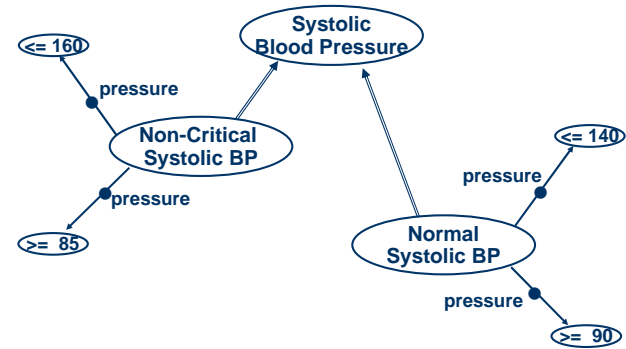 Systolic
Blood Pressure
<= 160
pressure
Non-Critical
Systolic BP
pressure
>= 85
<= 140
pressure
Normal
Systolic BP
pressure
>= 90